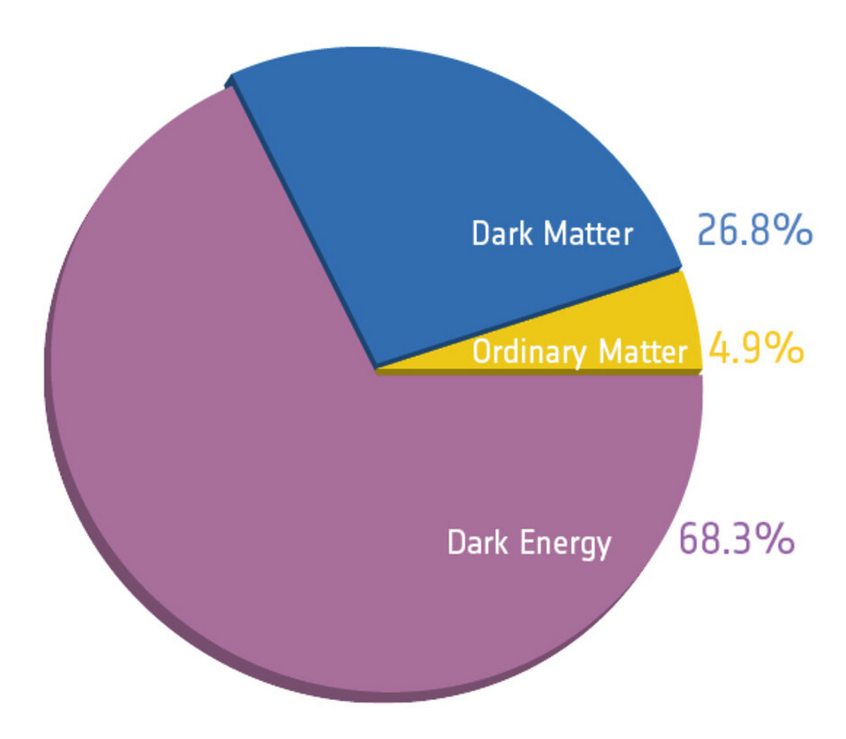 Dark Matter 26.8%
Ordinary Matter 4.9%
Dark Energy 68.3%